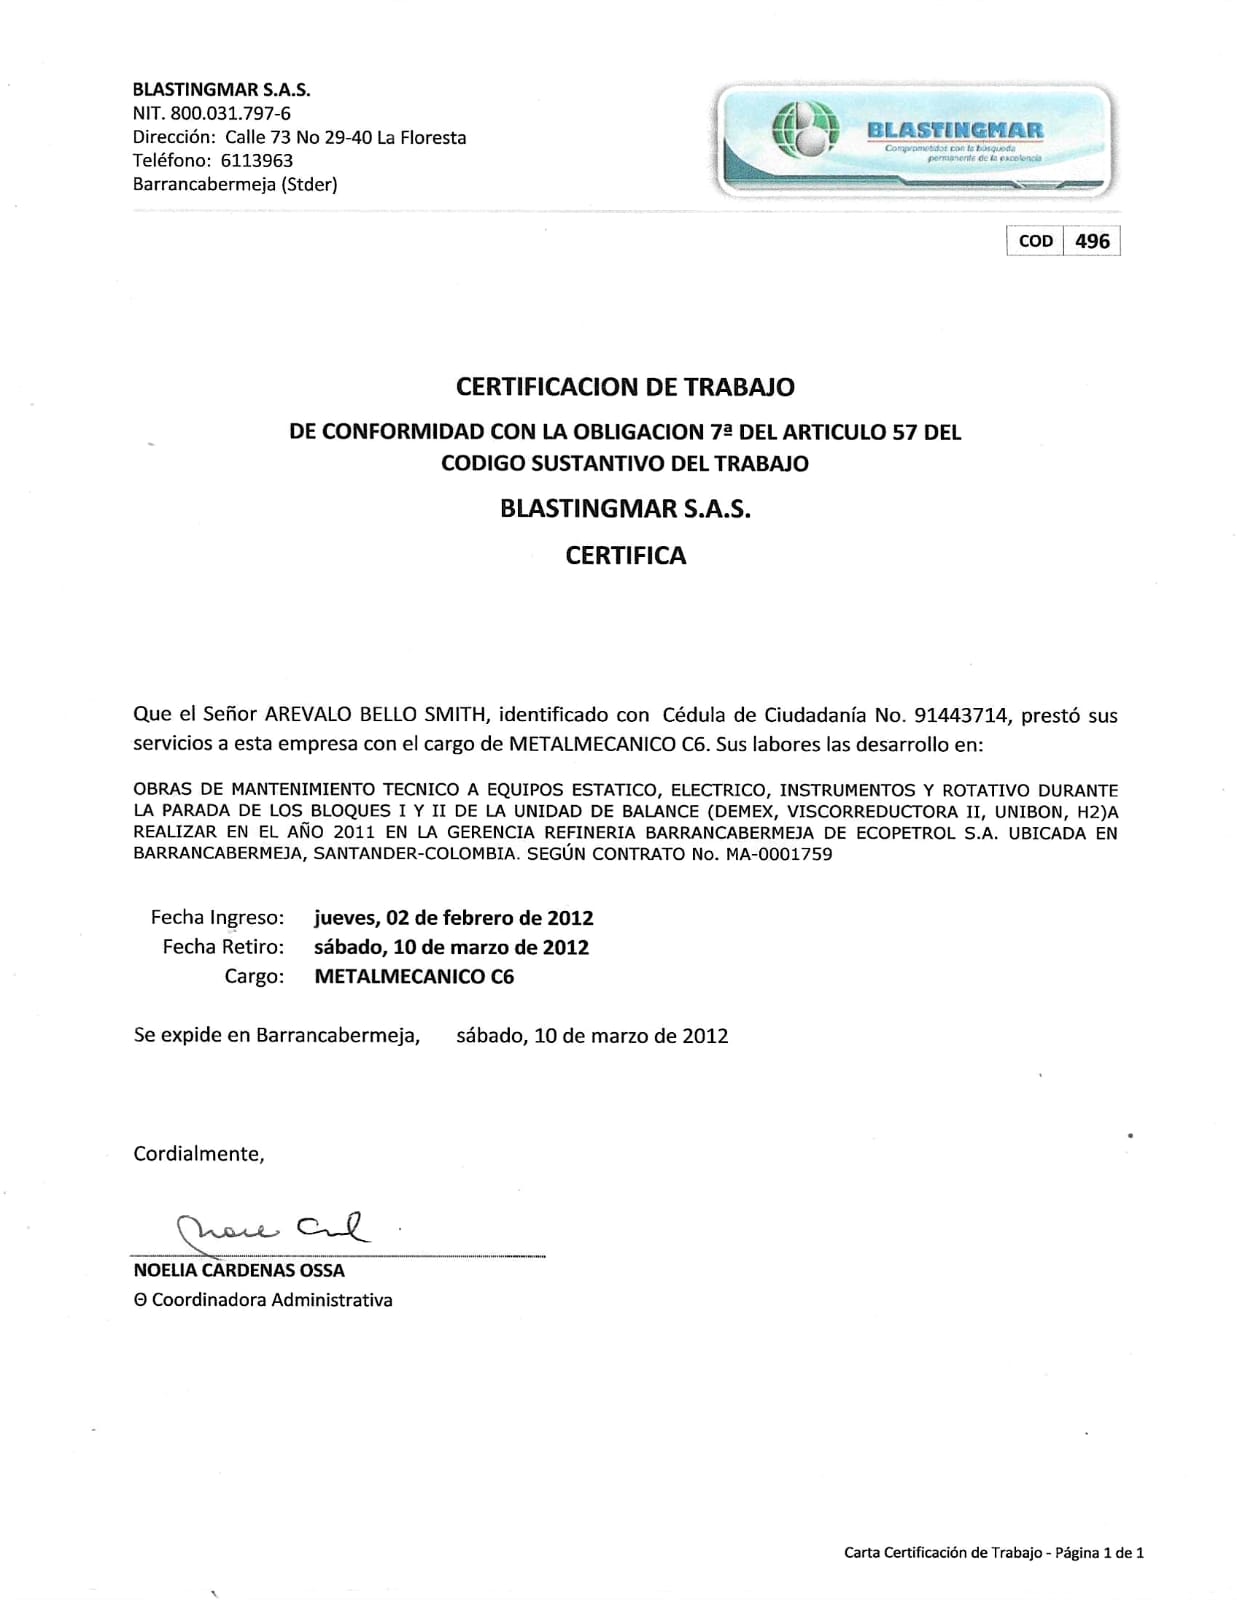 BLASTINGMAR S.A.S.
NIT. 800.031.797-6
Dirección: Calle 73 No 29-40 La Floresta
Teléfono: 6113963
Barrancabermeja (Stder)
BLASTINGMAR
Comprometidos con la búsqueda
permanente de la excelencia
COD 496
CERTIFICACION DE TRABAJO
DE CONFORMIDAD CON LA OBLIGACION 7ª DEL ARTICULO 57 DEL
CODIGO SUSTANTIVO DEL TRABAJO
BLASTINGMAR S.A.S.
CERTIFICA
Que el Señor AREVALO BELLO SMITH, identificado con Cédula de Ciudadanía No. 91443714, prestó sus
servicios a esta empresa con el cargo de METALMECANICO C6. Sus labores las desarrollo en:
OBRAS DE MANTENIMIENTO TECNICO A EQUIPOS ESTATICO, ELECTRICO, INSTRUMENTOS Y ROTATIVO DURANTE
LA PARADA DE LOS BLOQUES I Y II DE LA UNIDAD DE BALANCE (DEMEX, VISCORREDUCTORA II, UNIBON, H2)A
REALIZAR EN EL AÑO 2011 EN LA GERENCIA REFINERIA BARRANCABERMEJA DE ECOPETROL S.A. UBICADA EN
BARRANCABERMEJA, SANTANDER-COLOMBIA. SEGÚN CONTRATO No. MA-0001759
Fecha Ingreso: jueves, 02 de febrero de 2012
Fecha Retiro: sábado, 10 de marzo de 2012
Cargo: METALMECANICO C6
Se expide en Barrancabermeja, sábado, 10 de marzo de 2012
Cordialmente,
NOELIA CARDENAS OSSA
Θ Coordinadora Administrativa
Carta Certificación de Trabajo - Página 1 de 1